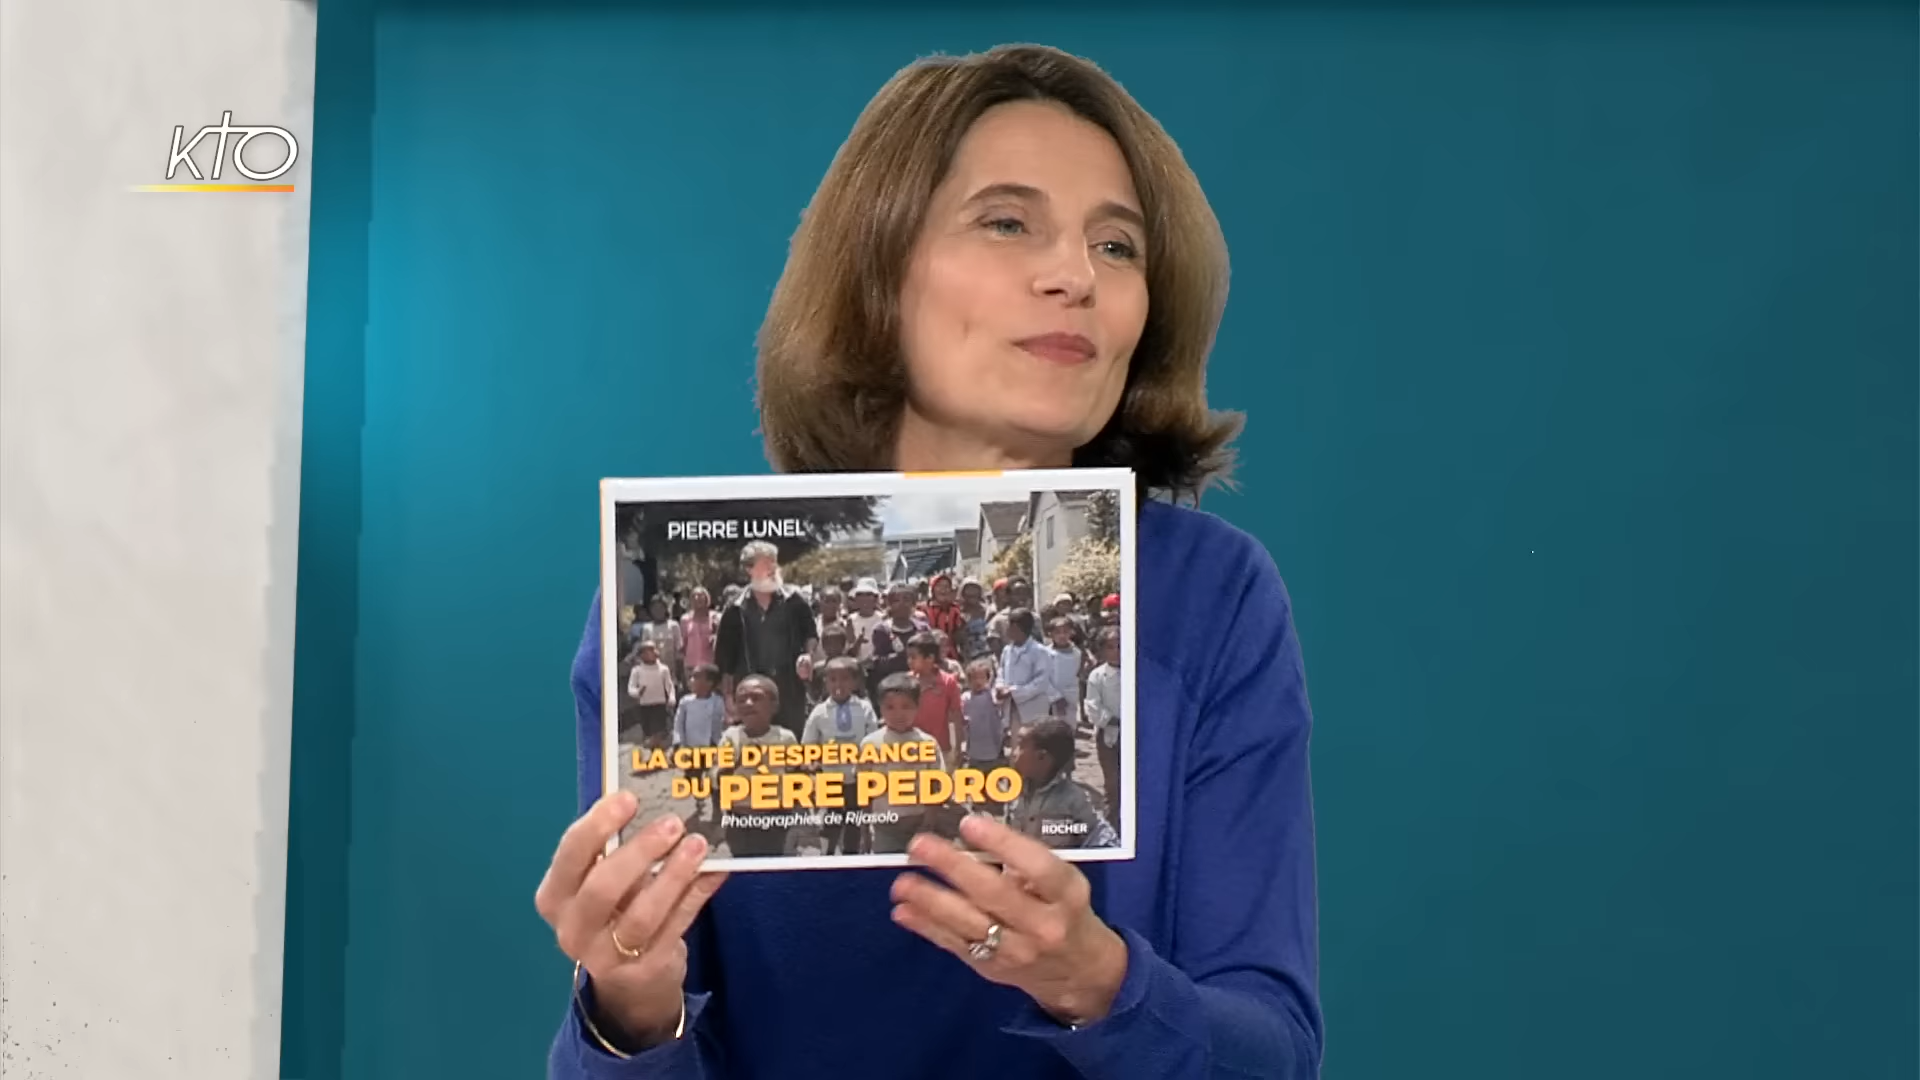 KTO
PIERRE LUNEL
LA CITÉ D'ESPÉRANCE
DU PÈRE PEDRO
Photographies de Rijasolo
ROCHER